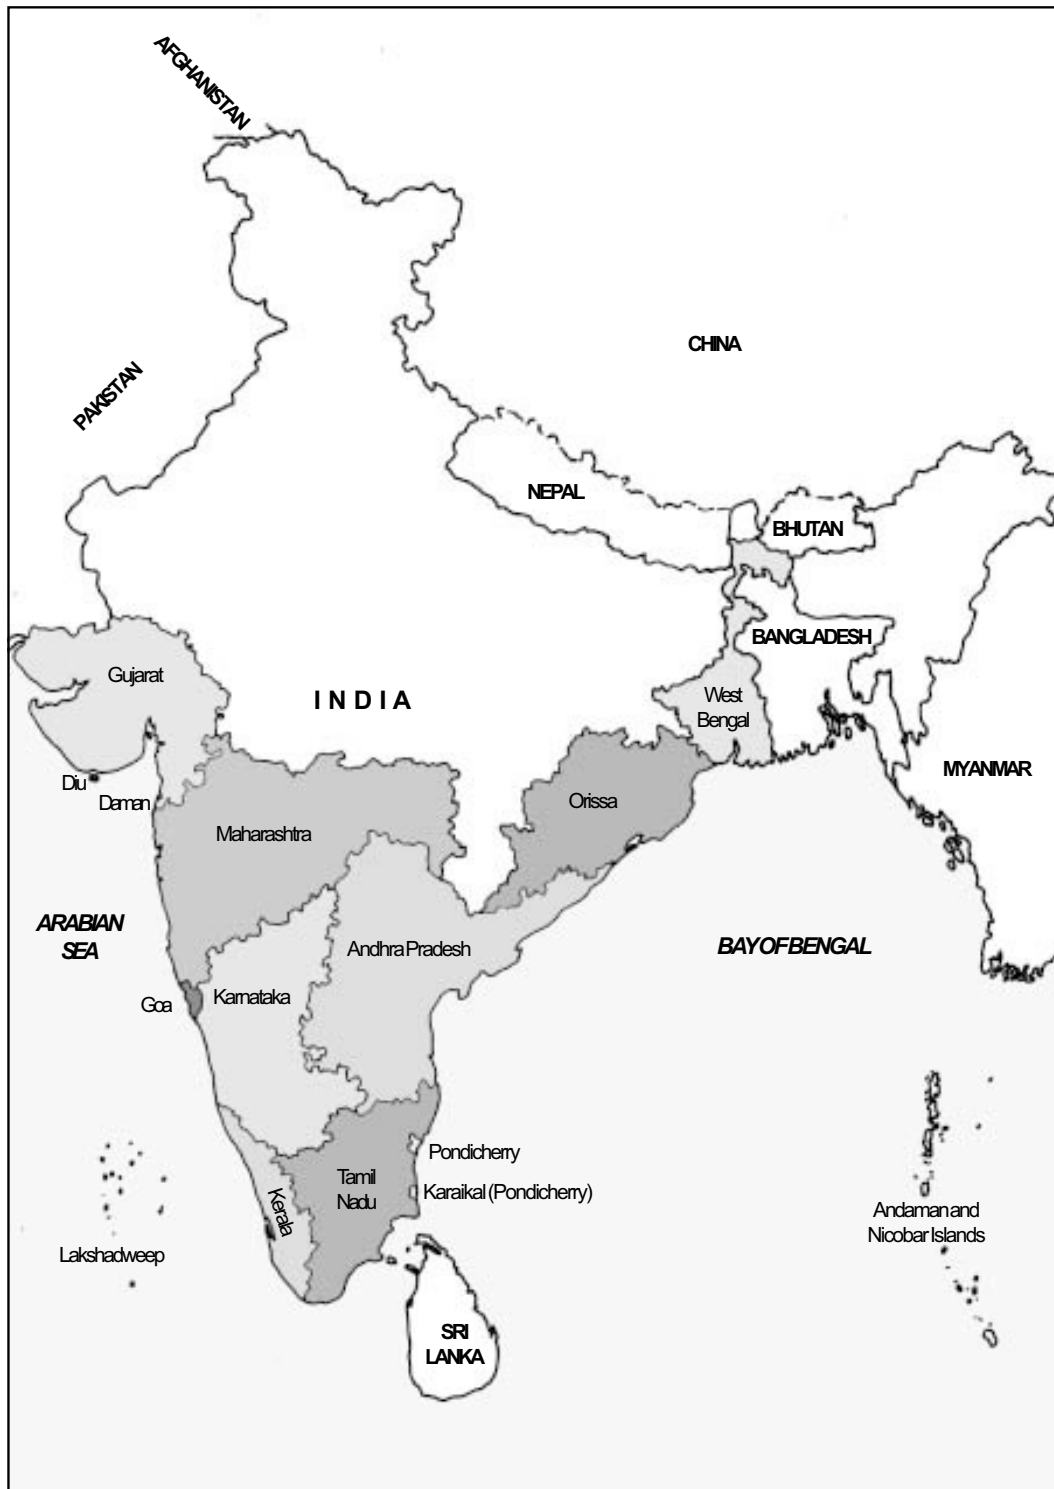 AFGHANISTAN
CHINA
PAKISTAN
NEPAL
BHUTAN
BANGLADESH
Gujarat
INDIA
West
Bengal
MYANMAR
Diu
Daman
Orissa
Maharashtra
ARABIAN
SEA
Andhra Pradesh
BAY OF BENGAL
Goa
Karnataka
Pondicherry
Tamil
Nadu
Karaikal (Pondicherry)
Kerala
Andaman and
Nicobar Islands
Lakshadweep
SRI
LANKA